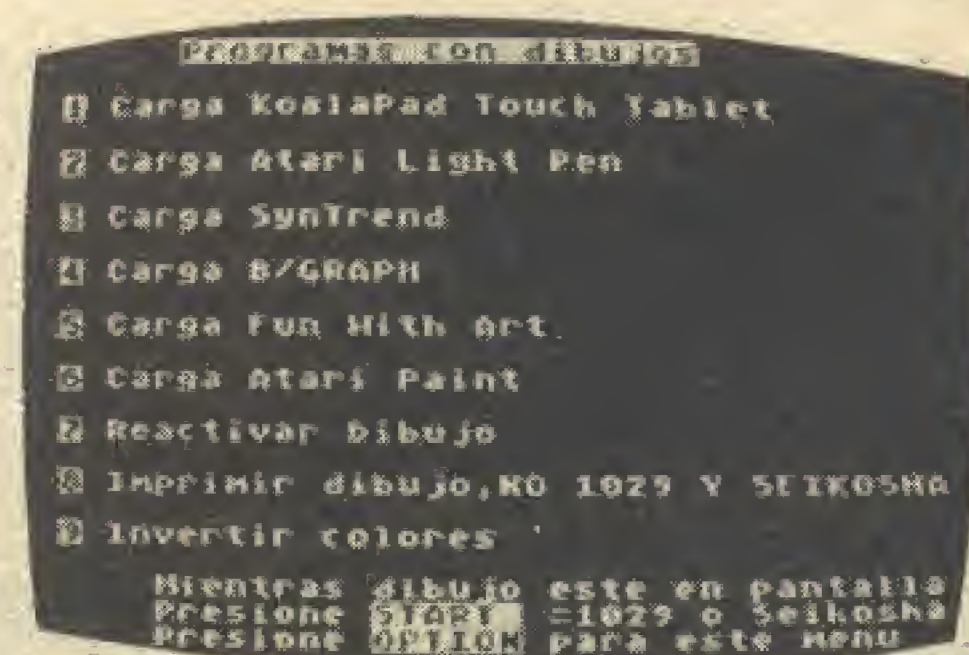 Programas con dibujos
1 Carga KoalaPad Touch Tablet
2 Carga Atari Light Pen
3 Carga SynTrend
4 Carga B/GRAPH
5 Carga Fun With Art
6 Carga Atari Paint
7 Reactivar Dibujo
8 Imprimir dibujo,NO 1029 Y SEIKOSHA
9 Invertir colores
Mientras dibujo este en pantalla
Presione START =1029 o Seikosha
Presione OPTION para este menu